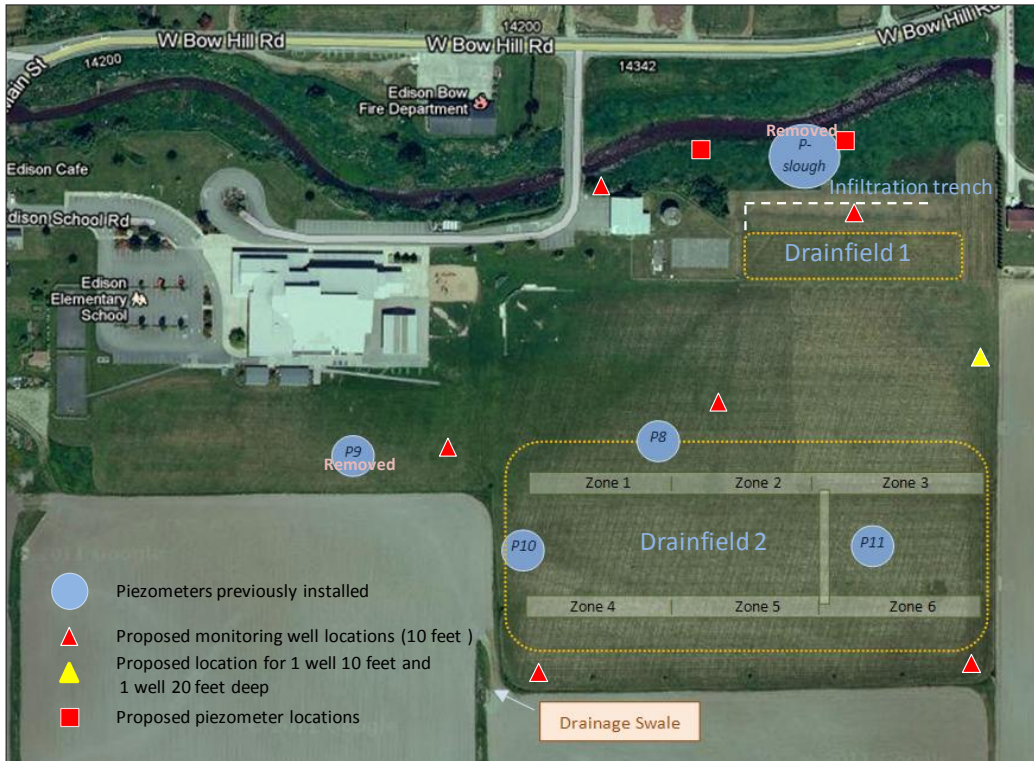 14200
W Bow Hill Rd
W Bow Hill Rd
W Bow Hill Rd
Main St
14200
14342
Edison Bow
Fire Department
Removed
P-
slough
Edison Cafe
Infiltration trench
Edison School Rd
Drainfield 1
Edison
Elementary
School
P8
P9
Removed
Zone 1
Zone 2
Zone 3
P10
Drainfield 2
P11
Piezometers previously installed
Zone 4
Zone 5
Zone 6
Proposed monitoring well locations (10 feet )
Proposed location for 1 well 10 feet and
1 well 20 feet deep
Proposed piezometer locations
Drainage Swale